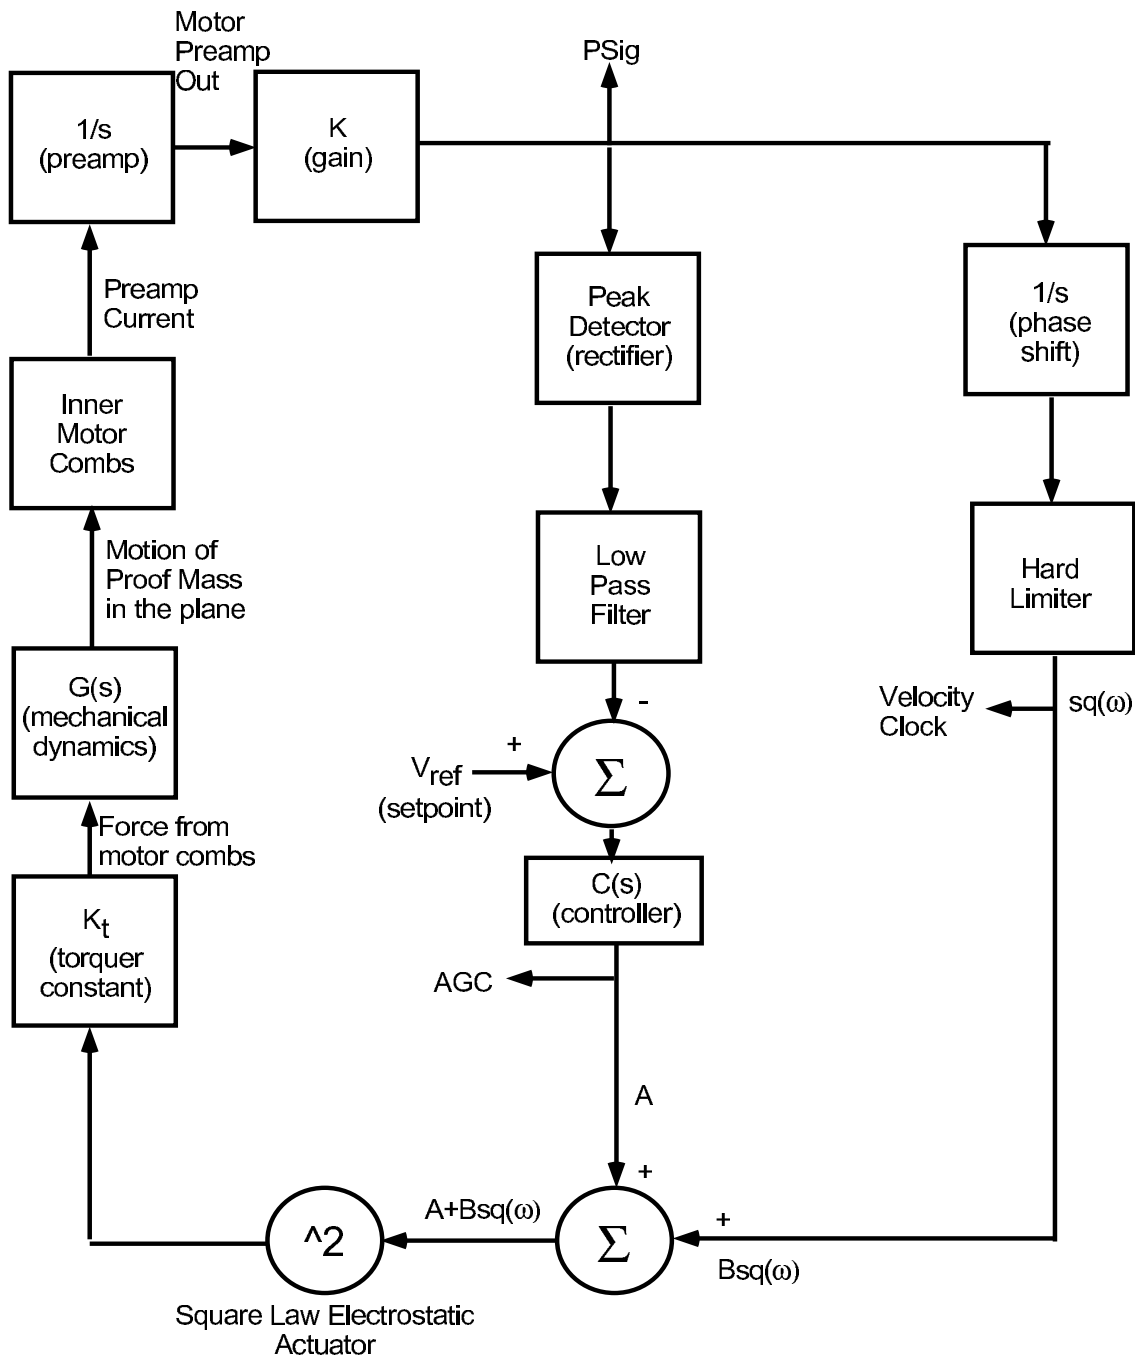 Motor
Preamp
Out
PSig
1/s
(preamp)
K
(gain)
Preamp
Current
Peak
Detector
(rectifier)
1/s
(phase
shift)
Inner
Motor
Combs
Low
Pass
Filter
Hard
Limiter
Motion of
Proof Mass
in the plane
G(s)
(mechanical
dynamics)
-
Velocity
Clock
sq(ω)
+
Vref
(setpoint)
Σ
Force from
motor combs
C(s)
(controller)
Kt
(torquer
constant)
AGC
A
+
A+Bsq(ω)
+
^2
Σ
Bsq(ω)
Square Law Electrostatic
Actuator